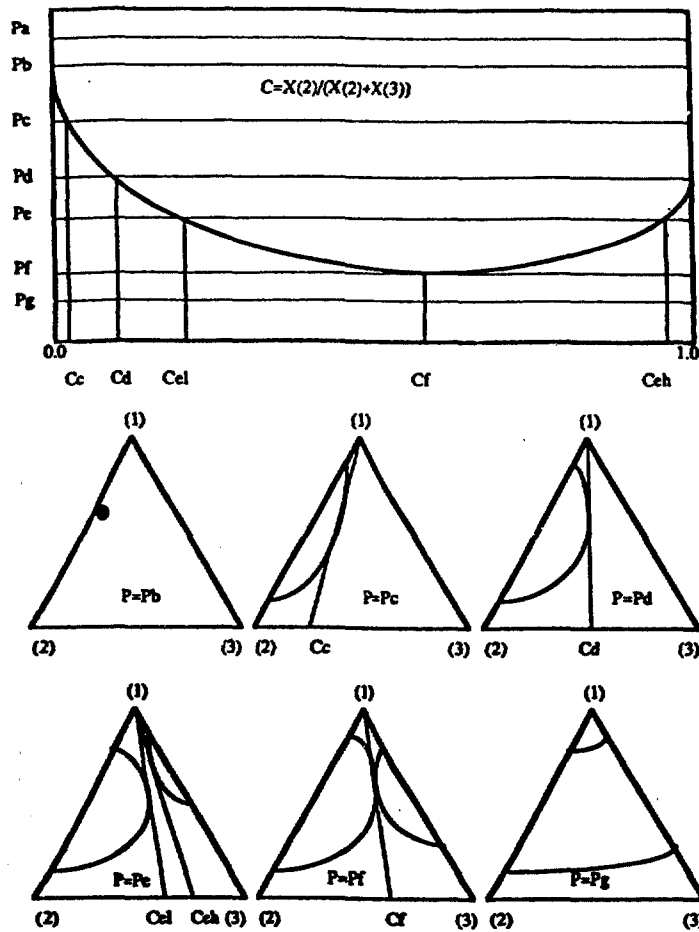 Pa
Pb
C=X(2)/(X(2)+X(3))
Pc
Pd
Pe
Pf
Pg
0.0 1.0
Cc Cd Cel Cf Ceh
(1) (1) (1)
P=Pb P=Pc P=Pd
(2) (3) (2) Cc (3) (2) Cd (3)
(1) (1) (1)
P=Pe P=Pf P=Pg
(2) Cel Ceh (3) (2) Cf (3) (2) (3)